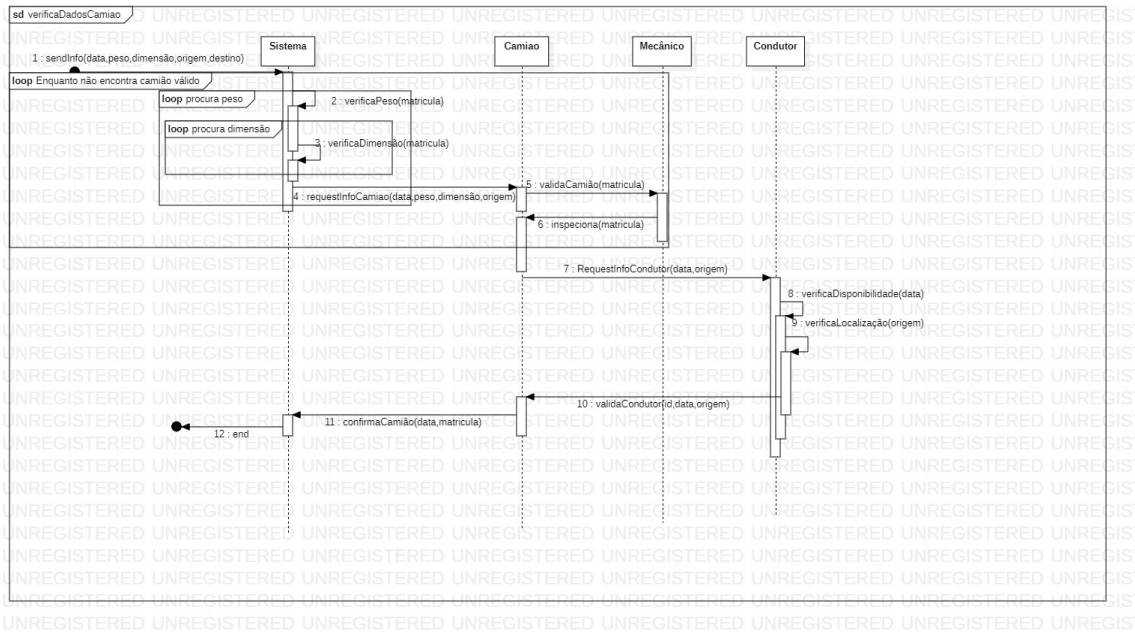 sd verificaDadosCamiao
Sistema
Camiao
Mecânico
Condutor
1 : sendInfo(data,peso,dimensão,origem,destino)
loop Enquanto não encontra camião válido
loop procura peso
2 : verificaPeso(matricula)
loop procura dimensão
3 : verificaDimensão(matricula)
4 : requestInfoCamiao(data,peso,dimensão,origem)
5 : validaCamião(matricula)
6 : inspeciona(matricula)
7 : RequestInfoCondutor(data,origem)
8 : verificaDisponibilidade(data)
9 : verificaLocalização(origem)
10 : validaCondutor(id,data,origem)
11 : confirmaCamião(data,matricula)
12 : end
UNREGISTERED